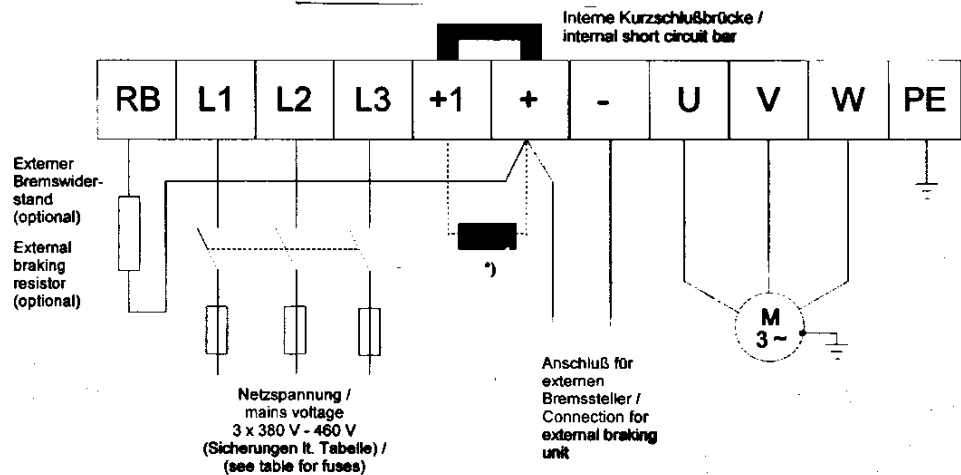 Interne Kurzschlußbrücke /
internal short circuit bar
RB L1 L2 L3 +1 + - U V W PE
Externer
Bremswider-
stand
(optional)
External
braking
resistor
(optional)
*)
M
3 ~
Netzspannung /
mains voltage
3 x 380 V - 460 V
(Sicherungen lt. Tabelle) /
(see table for fuses)
Anschluß für
externen
Bremssteller /
Connection for
external braking
unit